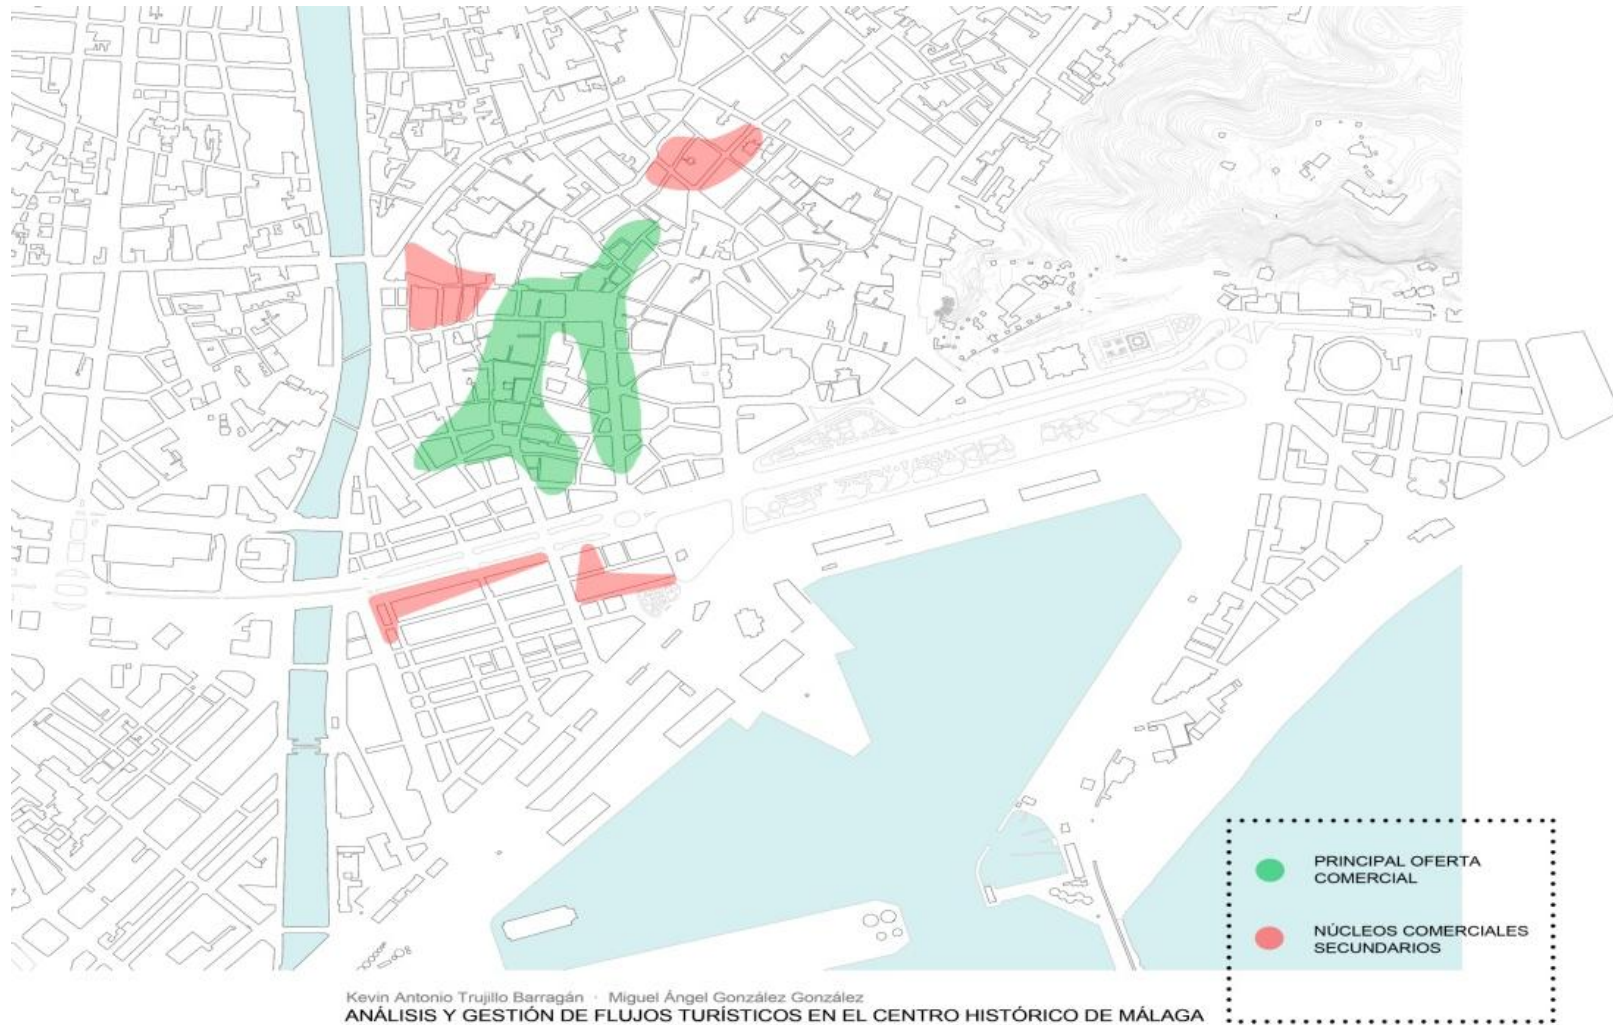 PRINCIPAL OFERTA
COMERCIAL
NÚCLEOS COMERCIALES
SECUNDARIOS
Kevin Antonio Trujillo Barragán · Miguel Ángel González González
ANÁLISIS Y GESTIÓN DE FLUJOS TURÍSTICOS EN EL CENTRO HISTÓRICO DE MÁLAGA